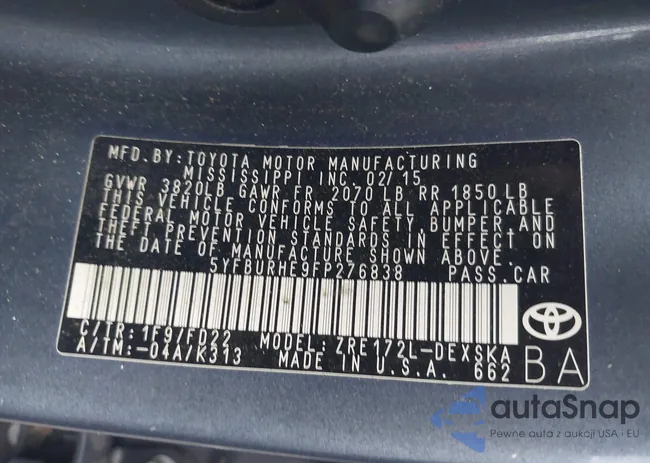 MFD.BY:TOYOTA MOTOR MANUFACTURING
MISSISSIPPI INC. 02/15
GVWR 3820LB GAWR FR 2070 LB RR 1850 LB
THIS VEHICLE CONFORMS TO ALL APPLICABLE
FEDERAL MOTOR VEHICLE SAFETY, BUMPER,AND
THEFT PREVENTION STANDARDS IN EFFECT ON
THE DATE OF MANUFACTURE SHOWN ABOVE.
5YFBURHE9FP276838 PASS.CAR
C/TR:1F9/FD22 MODEL:ZRE172L-DEXSKA
A/TM:-04A/K313 MADE IN U.S.A. 662 BA
autaSnap
Pewne auta z aukcji USA i EU